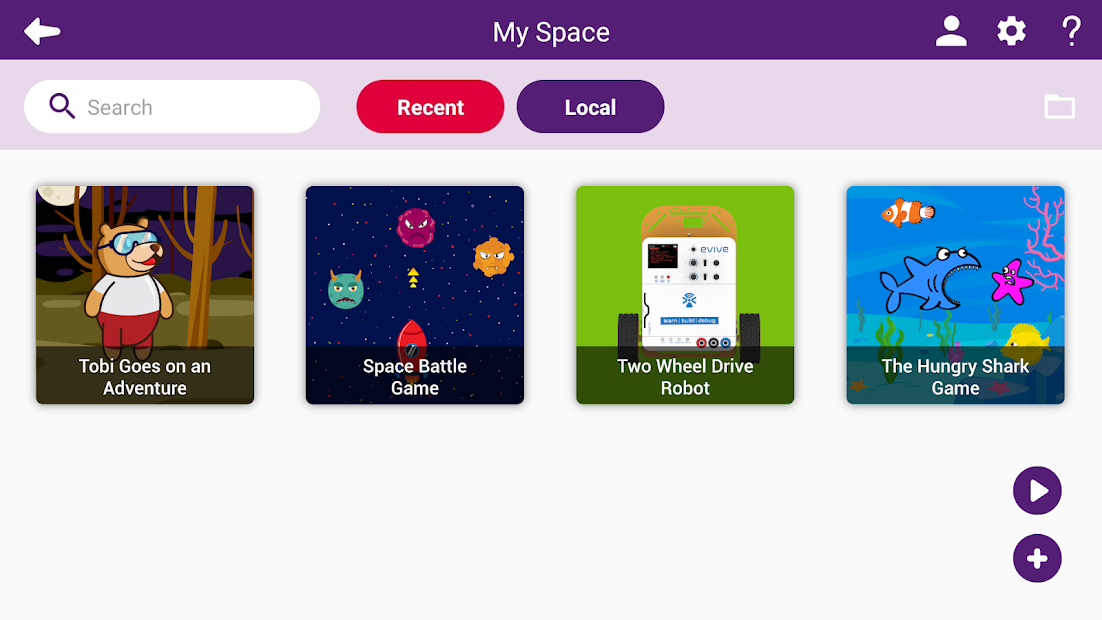 My Space
?
Search
Recent
Local
evive
learn | build | debug
Tobi Goes on an
Adventure
Space Battle
Game
Two Wheel Drive
Robot
The Hungry Shark
Game